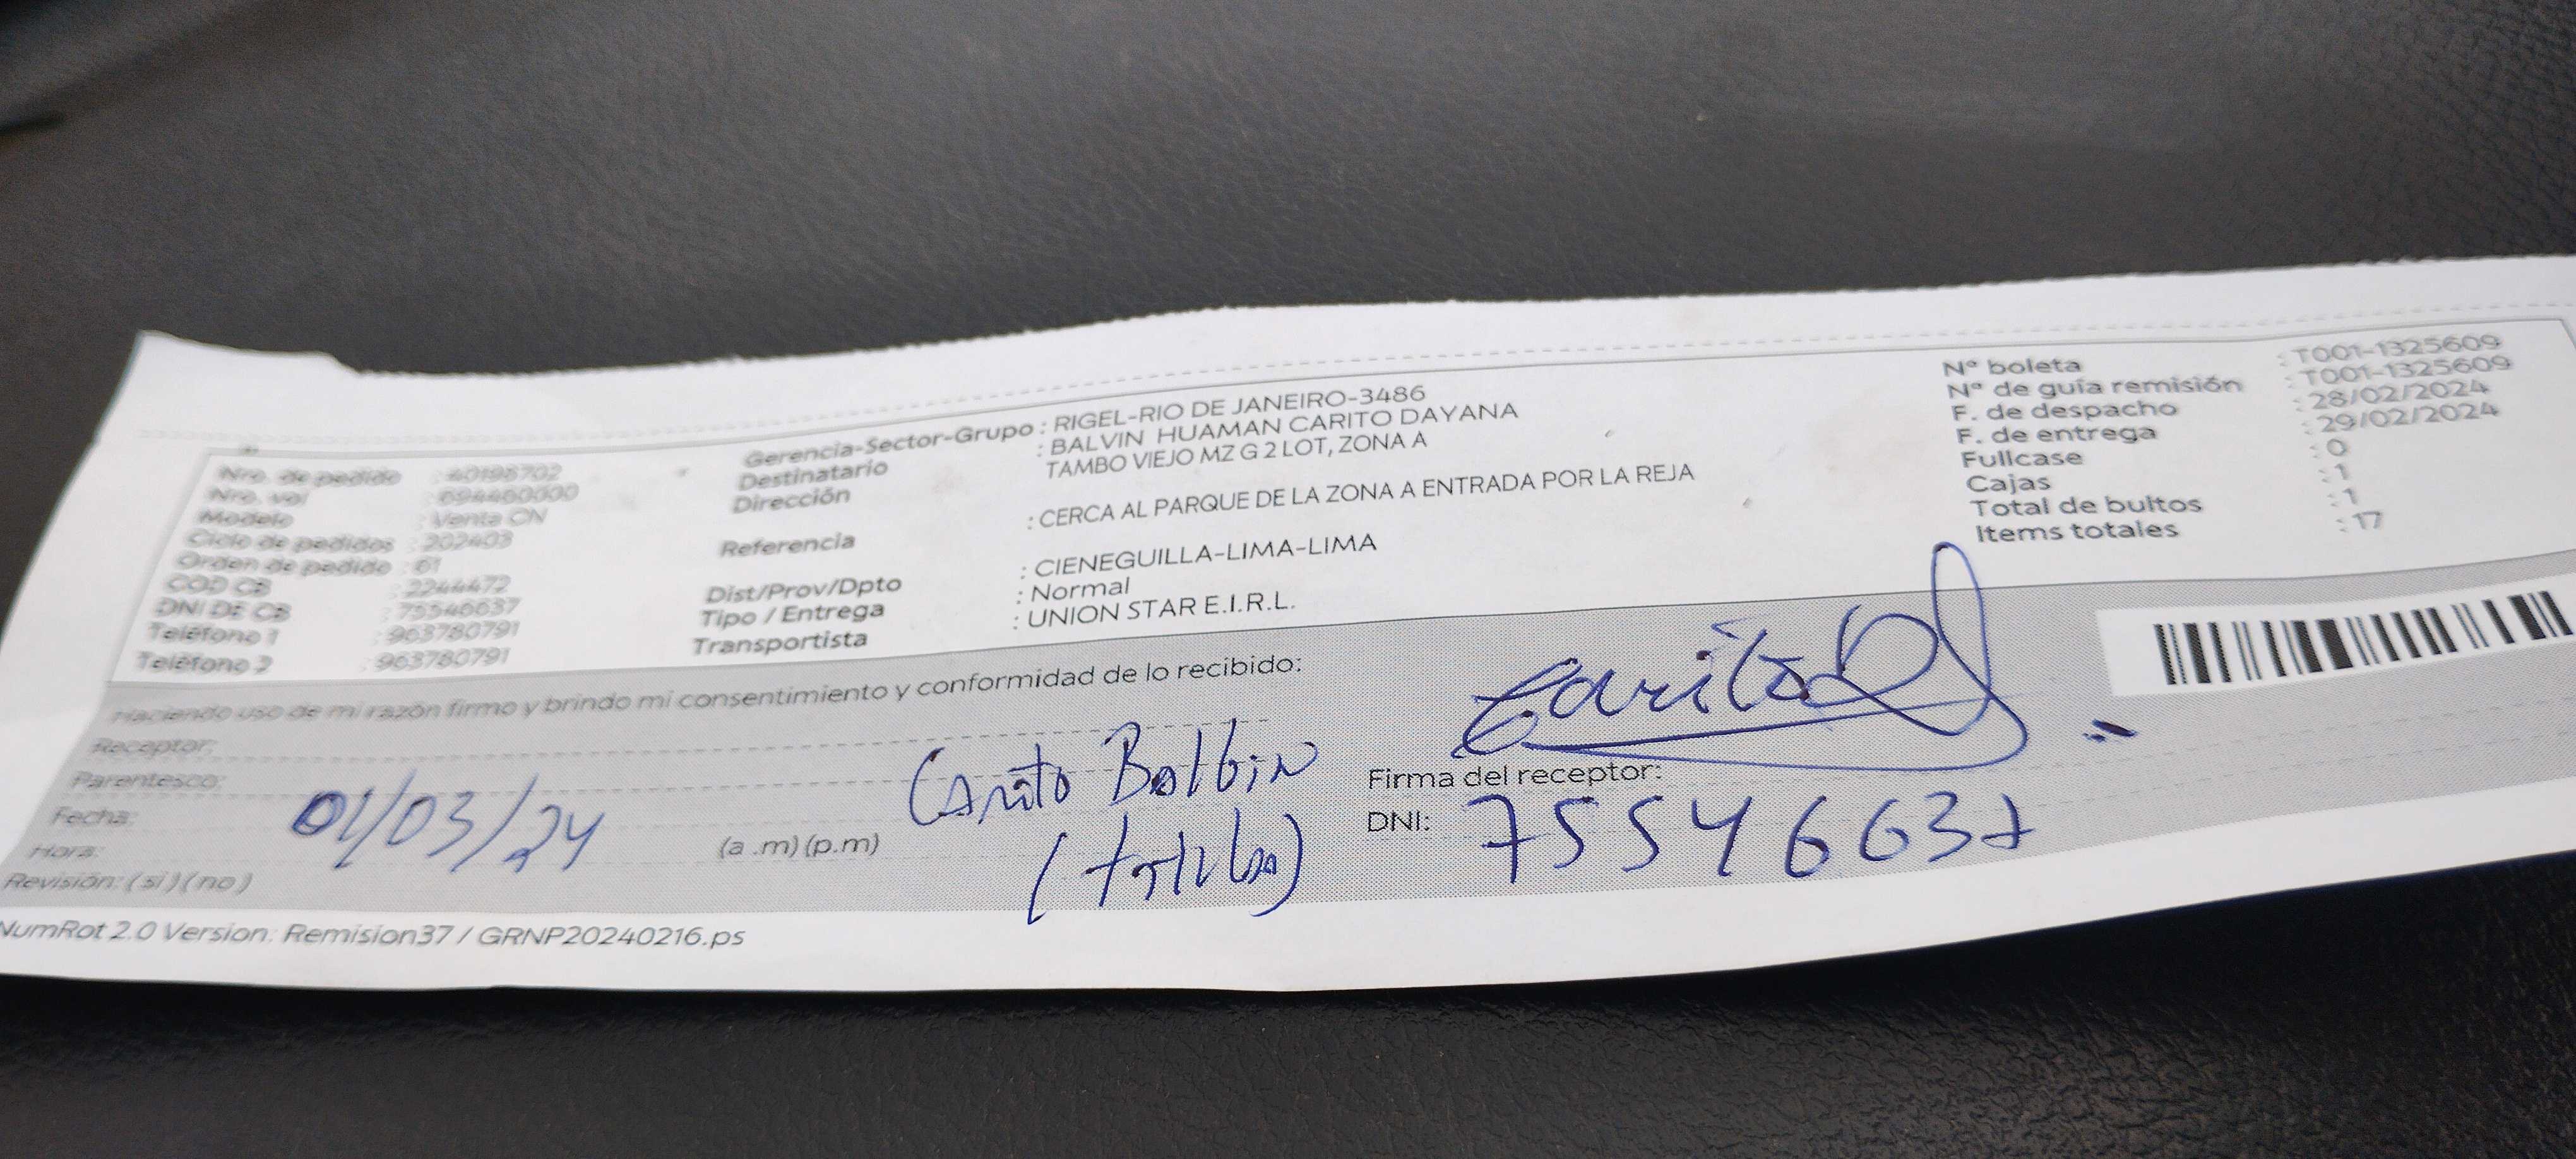 Nro. de pedido : 40196702
Nro. vol : 694460000
Modelo : Venta CN
Ciclo de pedidos : 202403
Orden de pedido : 61
COD CB : 2244472
DNI DE CB : 75546637
Teléfono 1 : 963780791
Teléfono 2 : 963780791
Gerencia-Sector-Grupo : RIGEL-RIO DE JANEIRO-3486
Destinatario : BALVIN HUAMAN CARITO DAYANA
Dirección TAMBO VIEJO MZ G 2 LOT, ZONA A
Referencia : CERCA AL PARQUE DE LA ZONA A ENTRADA POR LA REJA
Dist/Prov/Dpto : CIENEGUILLA-LIMA-LIMA
Tipo / Entrega : Normal
Transportista : UNION STAR E.I.R.L.
Nº boleta : T001-1325609
Nº de guía remisión : T001-1325609
F. de despacho : 28/02/2024
F. de entrega : 29/02/2024
Fullcase : 0
Cajas : 1
Total de bultos : 1
Items totales : 17
Haciendo uso de mi razón firmo y brindo mi consentimiento y conformidad de lo recibido:
Receptor:
Parentesco:
Fecha: 01/03/24
Hora: (a .m) (p.m)
Revisión: ( si ) ( no )
Carito Balbin
Carito
Firma del receptor:
DNI: 75546637
NumRot 2.0 Version: Remision37 / GRNP20240216.ps